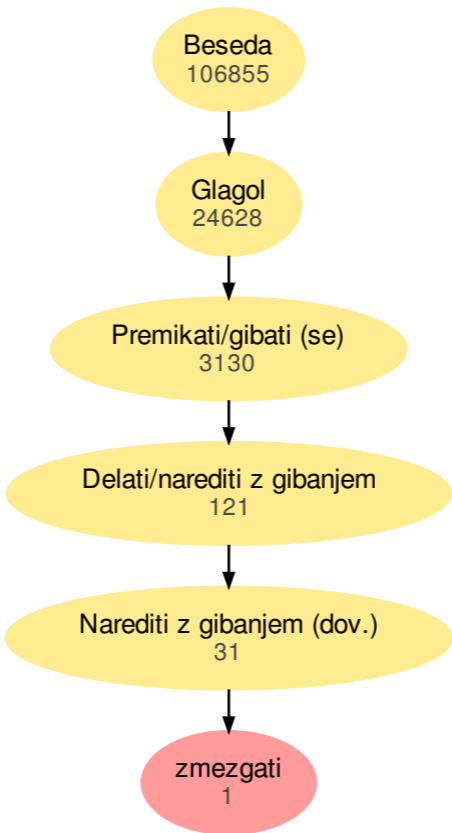 Beseda
106855
Glagol
24628
Premikati/gibati (se)
3130
Delati/narediti z gibanjem
121
Narediti z gibanjem (dov.)
31
zmezgati
1